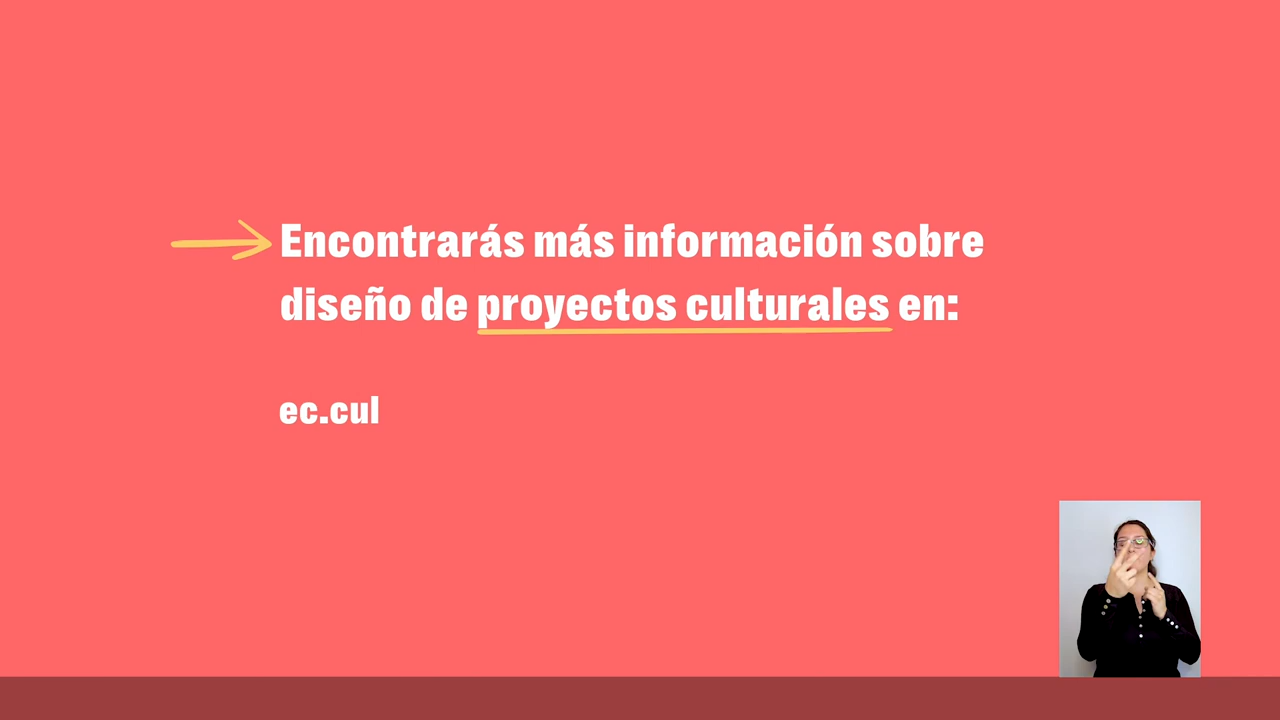 Encontrarás más información sobre
diseño de proyectos culturales en:
ec.cul